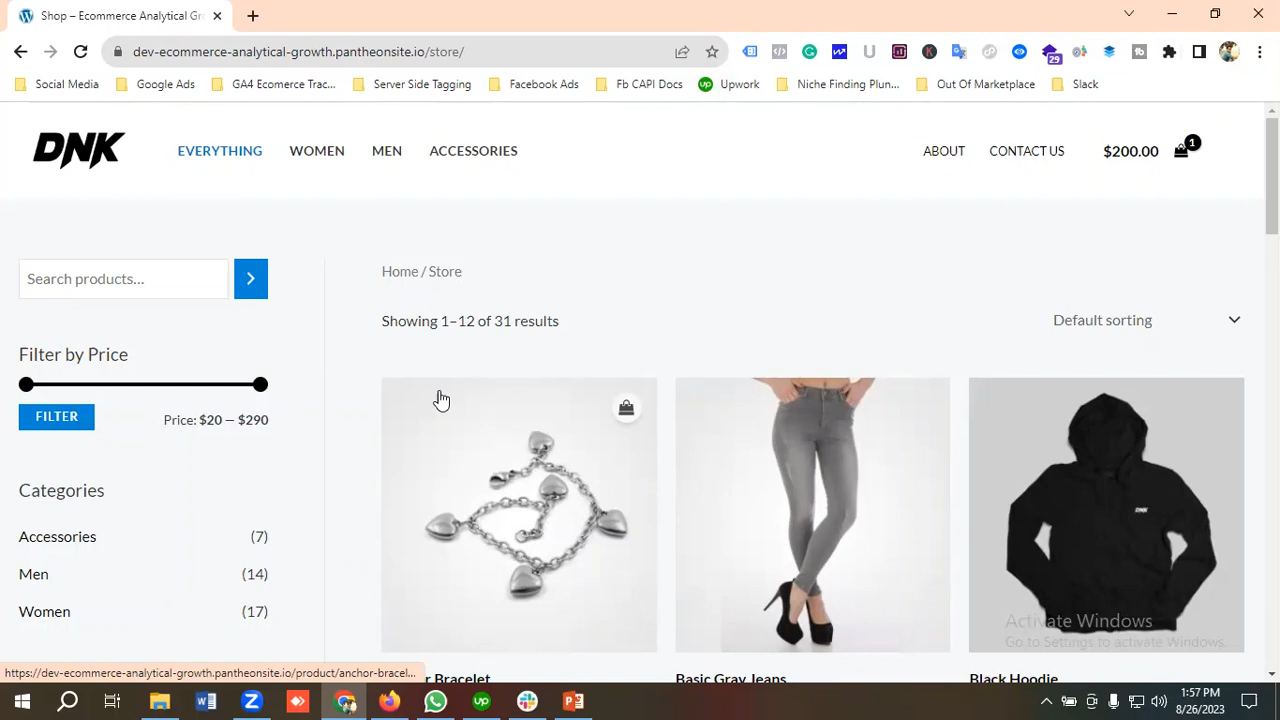 Shop – Ecommerce Analytical Gr
dev-ecommerce-analytical-growth.pantheonsite.io/store/
29
Social Media
Google Ads
GA4 Ecomerce Trac...
Server Side Tagging
Facebook Ads
Fb CAPI Docs
Upwork
Niche Finding Plun...
Out Of Marketplace
Slack
DNK
EVERYTHING
WOMEN
MEN
ACCESSORIES
ABOUT
CONTACT US
$200.00
1
Search products...
Home / Store
Showing 1–12 of 31 results
Default sorting
Filter by Price
FILTER
Price: $20 — $290
Categories
Accessories (7)
Men (14)
Women (17)
DNK
Activate Windows
Go to Settings to activate Windows.
https://dev-ecommerce-analytical-growth.pantheonsite.io/product/anchor-bracel...
Bracelet
Basic Gray Jeans
Black Hoodie
1:57 PM
8/26/2023